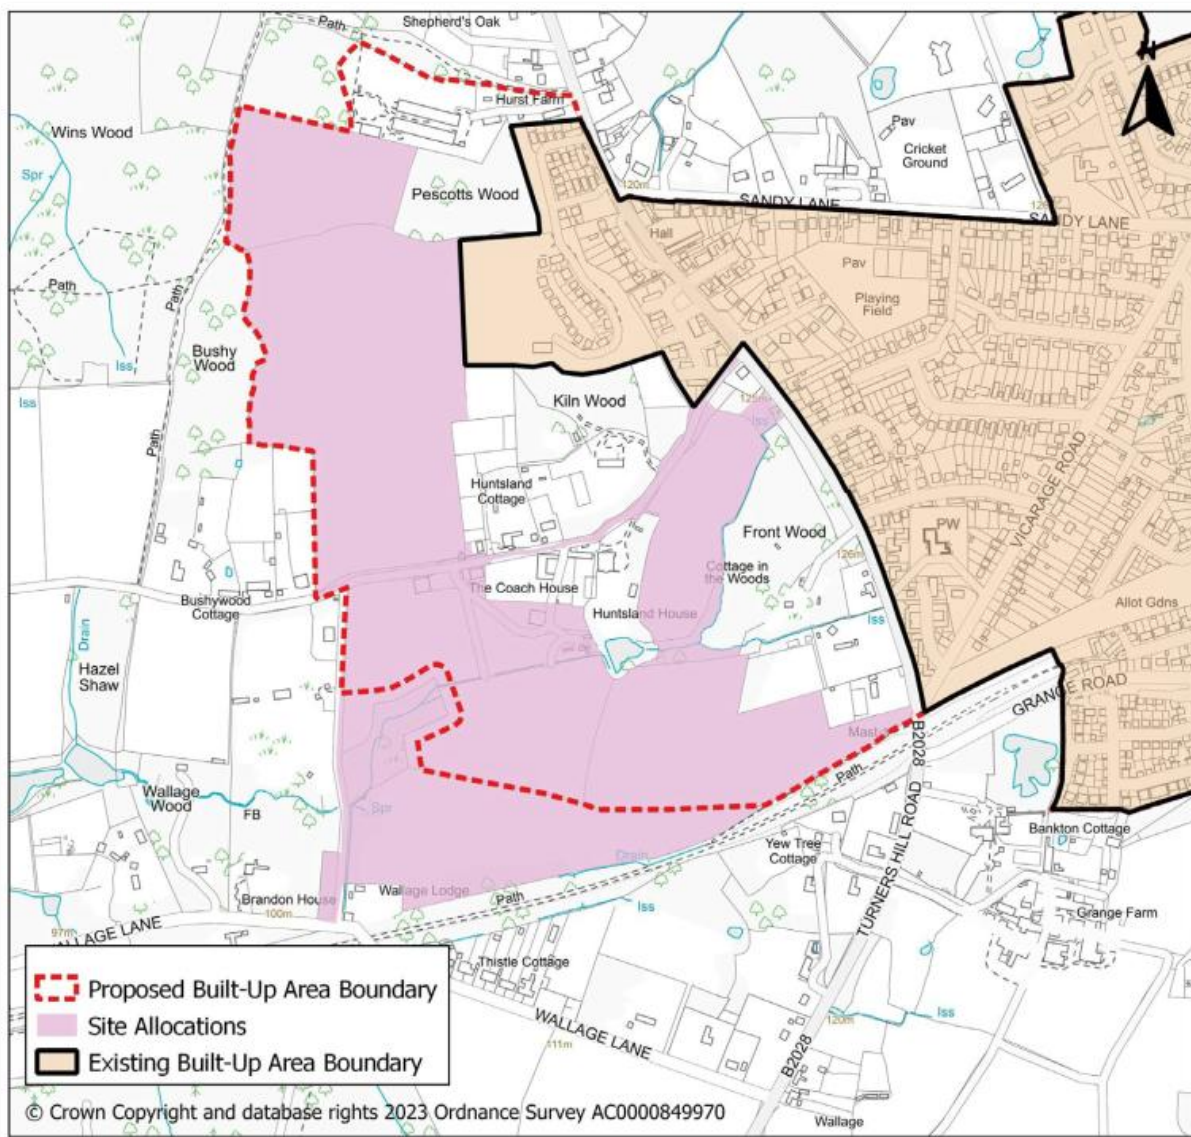 Path
Shepherd's Oak
N
Hurst Farm
Wins Wood
Pav
Cricket
Ground
Spr
Pescotts Wood
120m
SANDY LANE
SANDY LANE
Hall
Path
Path
Pav
Playing
Field
Bushy
Wood
Iss
Iss
Kiln Wood
125m
Iss
Path
VICARAGE ROAD
Huntsland
Cottage
Front Wood
PW
126m
Cottage in
the Woods
The Coach House
Bushywood
Cottage
Huntsland House
Allot Gdns
Iss
Drain
Hazel
Shaw
GRANGE ROAD
Mast
B2028
Path
Wallage
Wood
FB
Spr
Yew Tree
Cottage
Bankton Cottage
Drain
TURNERS HILL ROAD
Brandon House
100m
Wallage Lodge
Path
Iss
Grange Farm
97m
WALLAGE LANE
Thistle Cottage
WALLAGE LANE
111m
120m
Iss
B2028
Wallage
Proposed Built-Up Area Boundary
Site Allocations
Existing Built-Up Area Boundary
© Crown Copyright and database rights 2023 Ordnance Survey AC0000849970